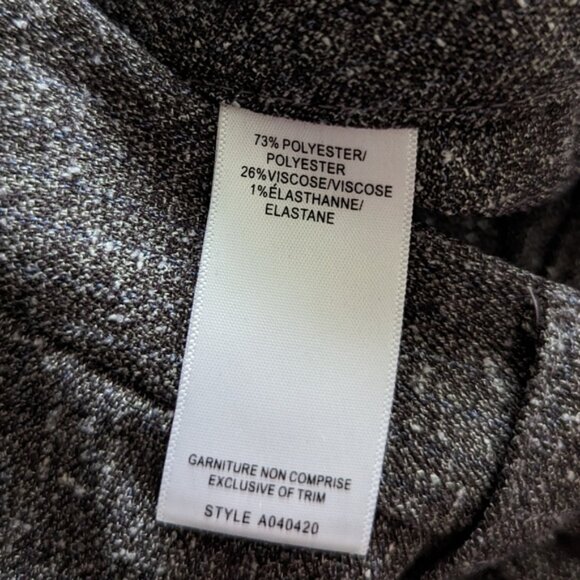 73% POLYESTER/
POLYESTER
26%VISCOSE/VISCOSE
1%ÉLASTHANNE/
ELASTANE
GARNITURE NON COMPRISE
EXCLUSIVE OF TRIM
STYLE A040420